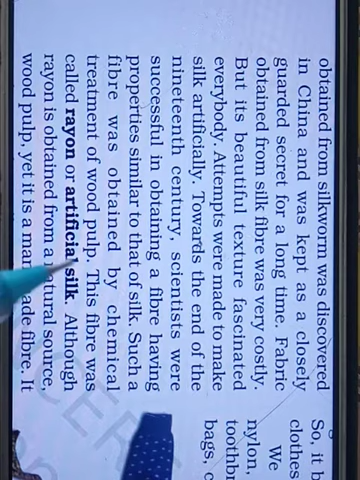 obtained from silkworm was discovered
in China and was kept as a closely
guarded secret for a long time. Fabric
obtained from silk fibre was very costly.
But its beautiful texture fascinated
everybody. Attempts were made to make
silk artificially. Towards the end of the
nineteenth century, scientists were
successful in obtaining a fibre having
properties similar to that of silk. Such a
fibre was obtained by chemical
treatment of wood pulp. This fibre was
called rayon or artificial silk. Although
rayon is obtained from a natural source,
wood pulp, yet it is a man made fibre. It
So, it
clothes
We
nylon,
toothbr
bags, c
NCER